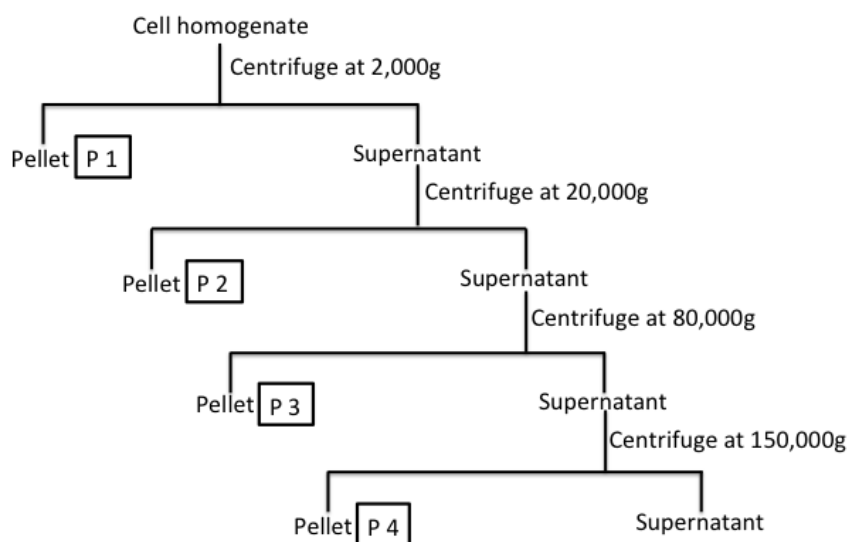 Cell homogenate
Centrifuge at 2,000g
Pellet P 1
Supernatant
Centrifuge at 20,000g
Pellet P 2
Supernatant
Centrifuge at 80,000g
Pellet P 3
Supernatant
Centrifuge at 150,000g
Pellet P 4
Supernatant